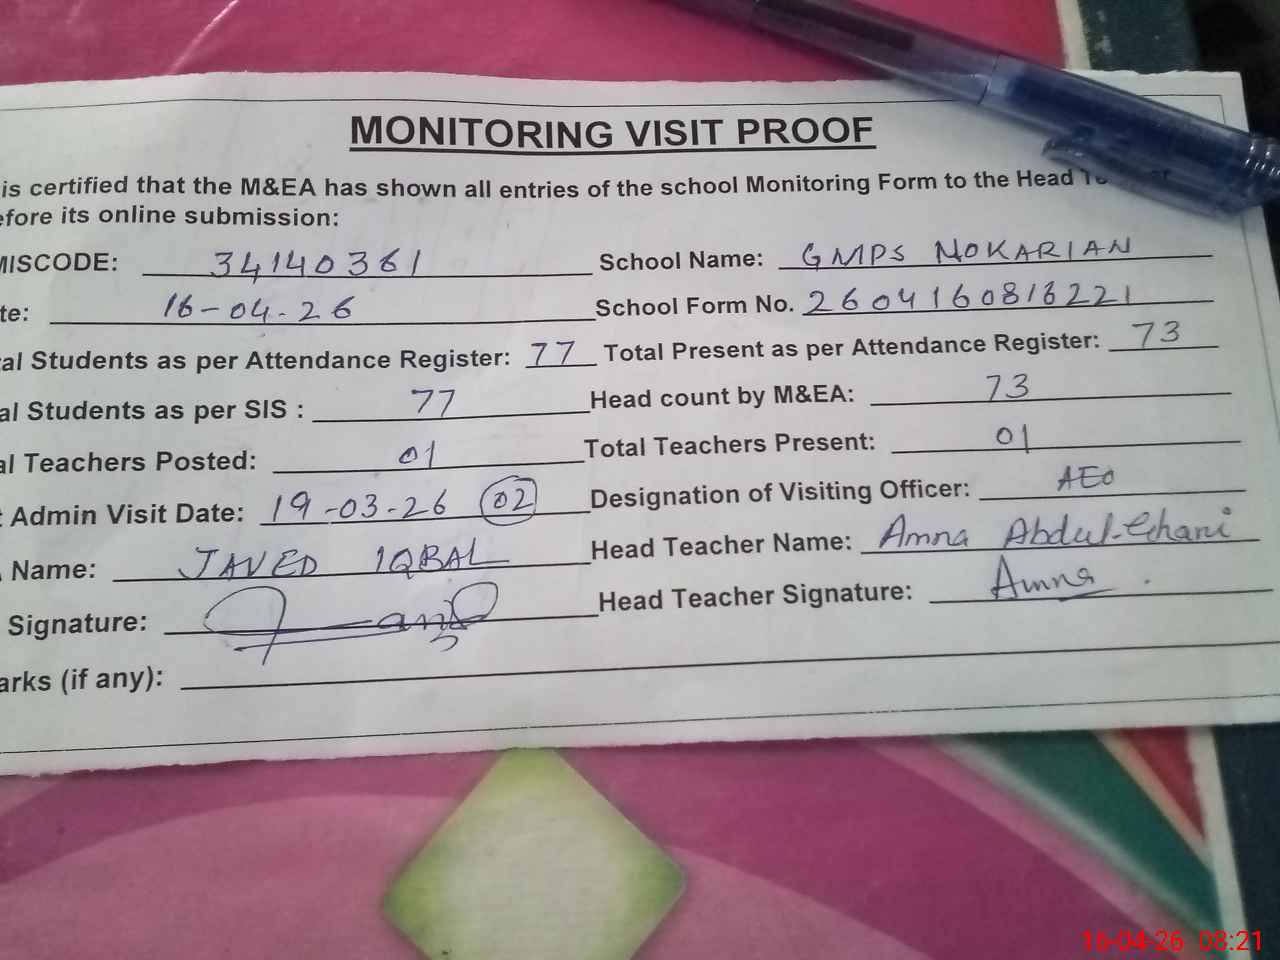 MONITORING VISIT PROOF
is certified that the M&EA has shown all entries of the school Monitoring Form to the Head
efore its online submission:
MISCODE: 34140361 School Name: GMPS NOKARIAN
te: 16-04-26 School Form No. 2604160816221
al Students as per Attendance Register: 77 Total Present as per Attendance Register: 73
al Students as per SIS : 77 Head count by M&EA: 73
al Teachers Posted: 01 Total Teachers Present: 01
t Admin Visit Date: 19-03-26 02 Designation of Visiting Officer: AEO
Name: JAVED IQBAL Head Teacher Name: Amna Abdul-Ghani
Signature: Head Teacher Signature: Amna
arks (if any):
16-04-26 08:21